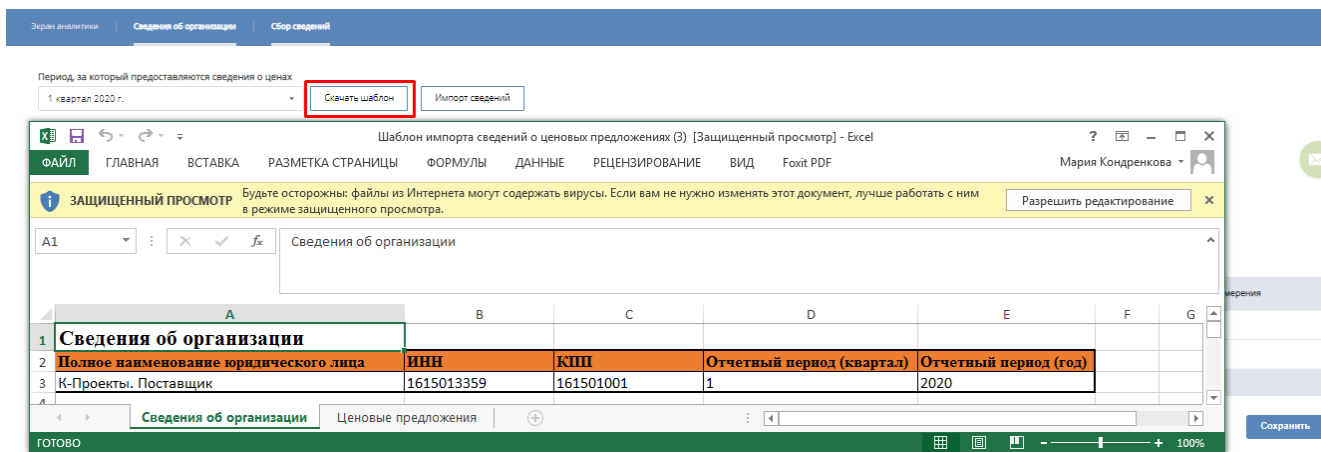 Экран аналитики | Сведения об организации | Сбор сведений
Период, за который предоставляются сведения о ценах
1 квартал 2020 г. Скачать шаблон Импорт сведений
Шаблон импорта сведений о ценовых предложениях (3) [Защищенный просмотр] - Excel
ФАЙЛ ГЛАВНАЯ ВСТАВКА РАЗМЕТКА СТРАНИЦЫ ФОРМУЛЫ ДАННЫЕ РЕЦЕНЗИРОВАНИЕ ВИД Foxit PDF Мария Кондренкова
ЗАЩИЩЕННЫЙ ПРОСМОТР Будьте осторожны: файлы из Интернета могут содержать вирусы. Если вам не нужно изменять этот документ, лучше работать с ним
в режиме защищенного просмотра.
Разрешить редактирование
A1 fx Сведения об организации
мерения
A B C D E F G
1 Сведения об организации
2 Полное наименование юридического лица ИНН КПП Отчетный период (квартал) Отчетный период (год)
3 К-Проекты. Поставщик 1615013359 161501001 1 2020
4
Сведения об организации Ценовые предложения
Сохранить
ГОТОВО 100%